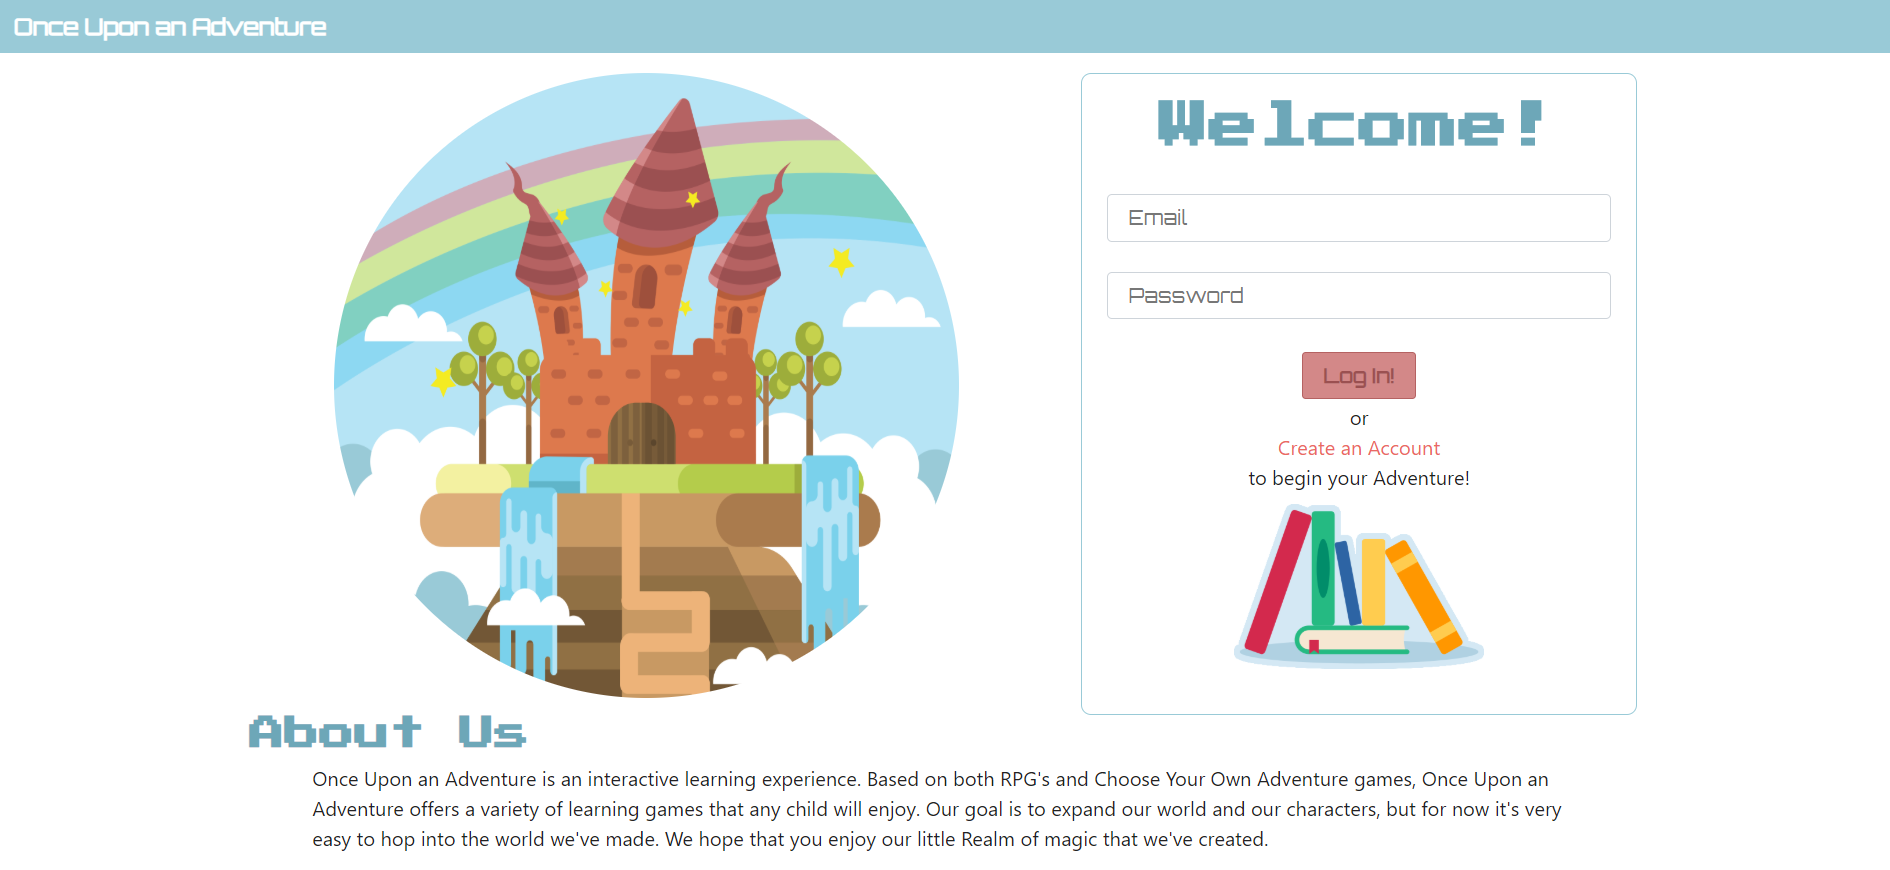 Once Upon an Adventure
Welcome!
Email
Password
Log In!
or
Create an Account
to begin your Adventure!
About Us
Once Upon an Adventure is an interactive learning experience. Based on both RPG's and Choose Your Own Adventure games, Once Upon an
Adventure offers a variety of learning games that any child will enjoy. Our goal is to expand our world and our characters, but for now it's very
easy to hop into the world we've made. We hope that you enjoy our little Realm of magic that we've created.